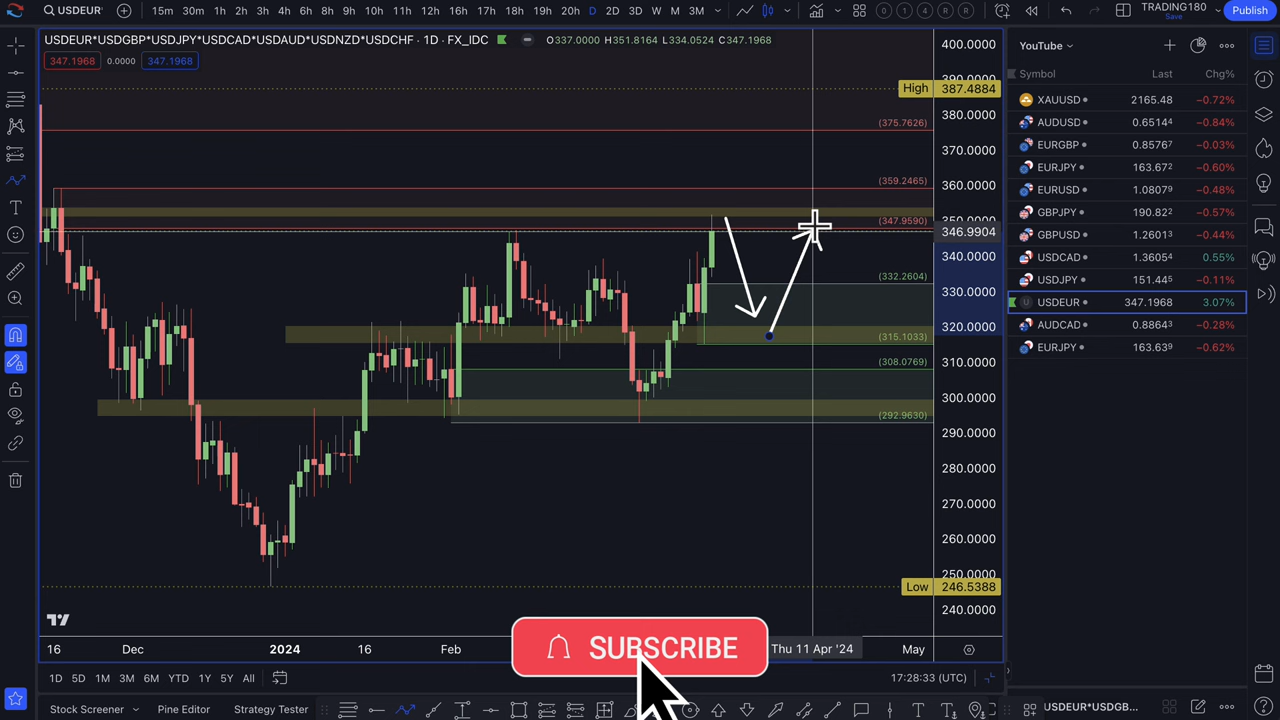 USDEUR
15m 30m 1h 2h 3h 4h 6h 8h 9h 10h 11h 12h 16h 18h 19h 20h D 2D 3D W M 3M
0 1 4 R R
TRADING180
Save
Publish
USDEUR*USDGBP*USDJPY*USDCAD*USDAUD*USDNZD*USDCHF · 1D · FX_IDC
O337.0000 H351.8164 L334.0524 C347.1968
347.1968 0.0000 347.1968
400.0000
390.0000
High 387.4884
380.0000
(375.7626)
370.0000
360.0000
(359.2465)
350.0000
(347.9590)
346.9904
340.0000
(332.2604)
330.0000
320.0000
(315.1033)
310.0000
(308.0769)
300.0000
(292.9630)
290.0000
280.0000
270.0000
260.0000
250.0000
Low 246.5388
240.0000
16 Dec 2024 16 Feb Thu 11 Apr '24 May
SUBSCRIBE
1D 5D 1M 3M 6M YTD 1Y 5Y All
17:28:33 (UTC)
Stock Screener Pine Editor Strategy Tester
YouTube
Symbol Last Chg%
XAUUSD 2165.48 −0.72%
AUDUSD 0.65144 −0.84%
EURGBP 0.85767 −0.03%
EURJPY 163.672 −0.60%
EURUSD 1.08079 −0.48%
GBPJPY 190.822 −0.57%
GBPUSD 1.26013 −0.44%
USDCAD 1.36054 0.55%
USDJPY 151.445 −0.11%
U USDEUR 347.1968 3.07%
AUDCAD 0.88643 −0.28%
EURJPY 163.639 −0.62%
USDEUR*USDG...